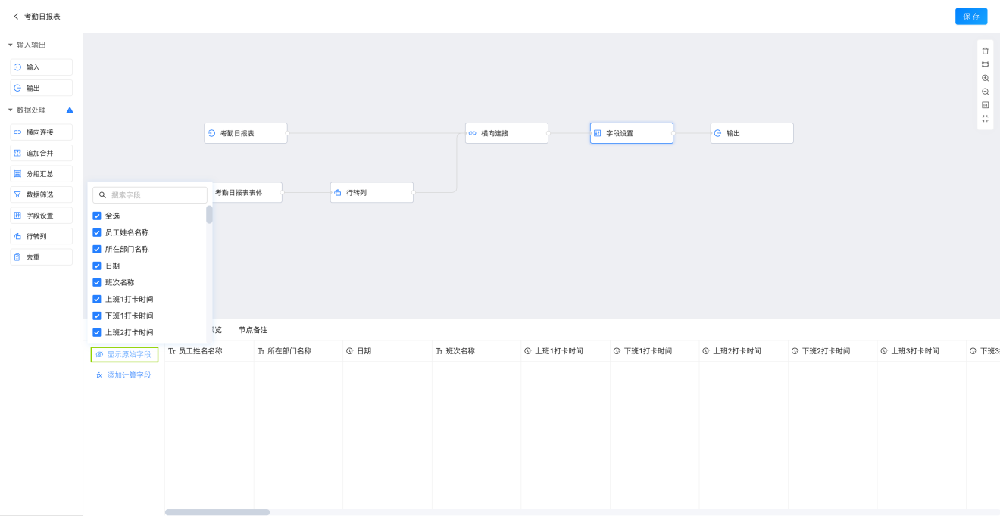 考勤日报表
保存
输入输出
输入
输出
数据处理
横向连接
追加合并
分组汇总
数据筛选
字段设置
行转列
去重
考勤日报表
横向连接
字段设置
输出
考勤日报表表体
行转列
搜索字段
全选
员工姓名名称
所在部门名称
日期
班次名称
上班1打卡时间
下班1打卡时间
上班2打卡时间
览
节点备注
显示原始字段
fx 添加计算字段
Tr 员工姓名名称
Tr 所在部门名称
日期
Tr 班次名称
上班1打卡时间
下班1打卡时间
上班2打卡时间
下班2打卡时间
上班3打卡时间
下班3